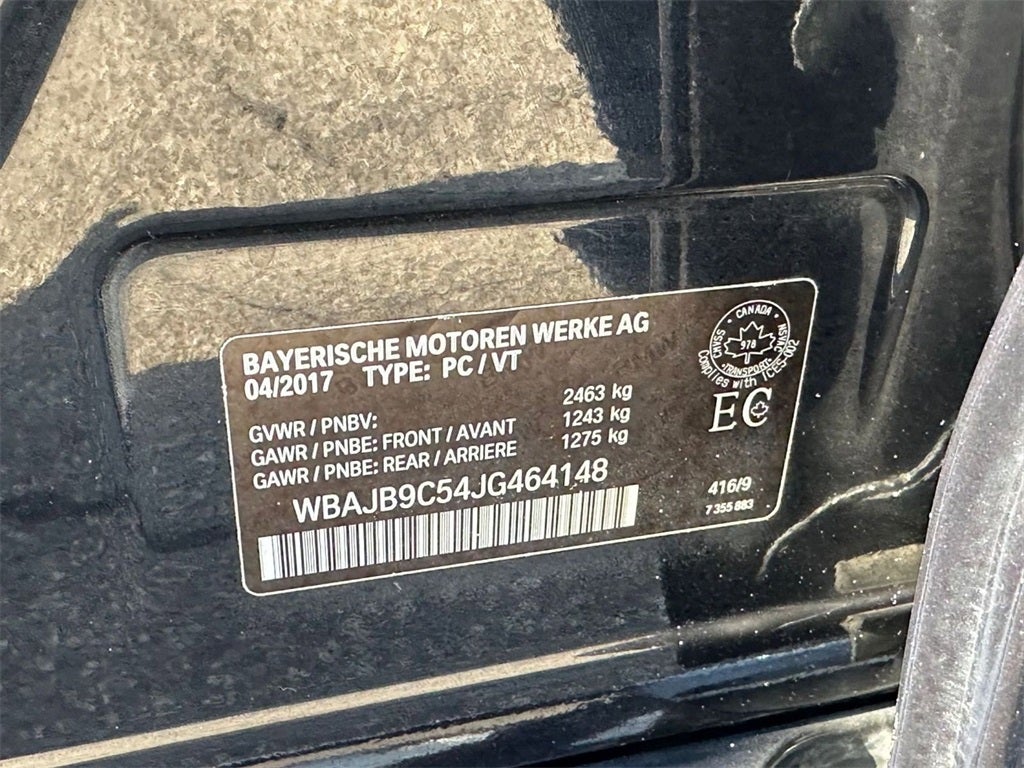 BAYERISCHE MOTOREN WERKE AG
04/2017 TYPE: PC / VT
GVWR / PNBV: 2463 kg
GAWR / PNBE: FRONT / AVANT 1243 kg
GAWR / PNBE: REAR / ARRIERE 1275 kg
WBAJB9C54JG464148
CANADA
CMVSS NSVAC
978
TRANSPORT
Complies with ICES-002
EC
416/9
7 355 883